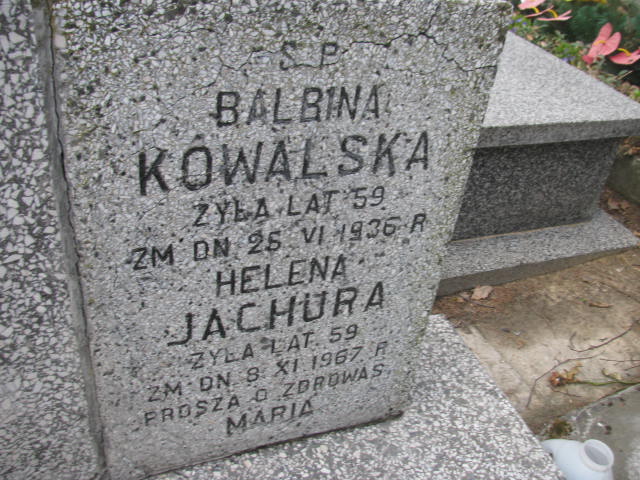 S P
BALBINA
KOWALSKA
ŻYŁA LAT 59
ZM DN 25 VI 1936 R
HELENA
JACHURA
ŻYŁA LAT 59
ZM DN 8 XI 1967 R
PROSZĄ O ZDROWAŚ
MARIA